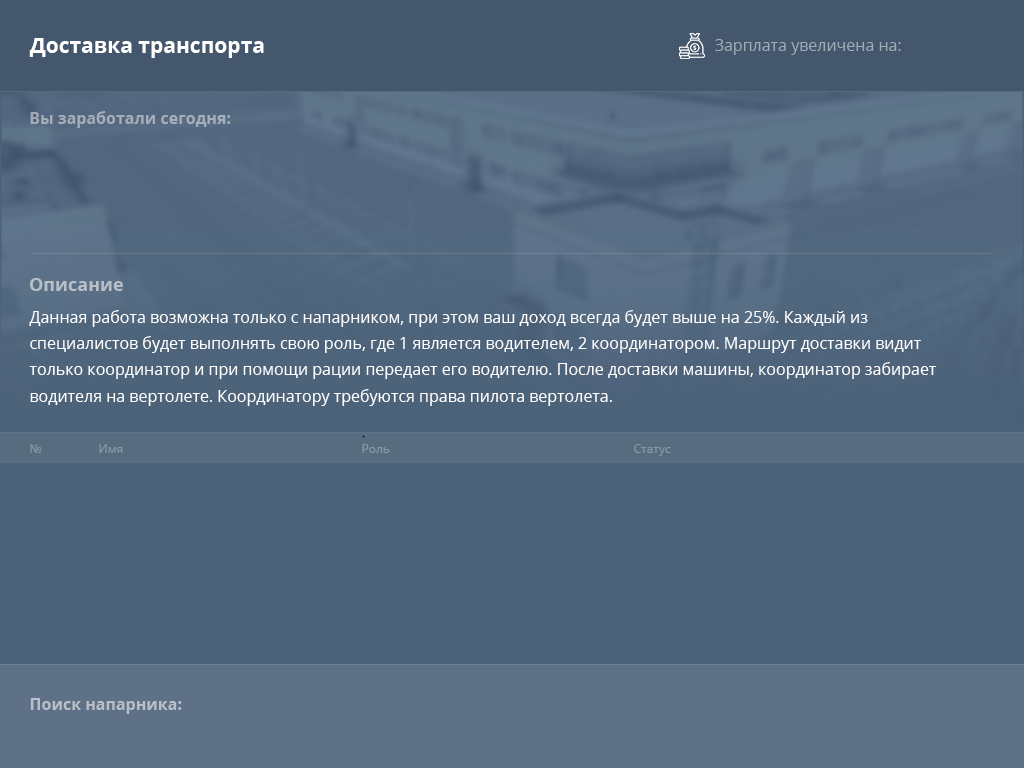 Доставка транспорта
Зарплата увеличена на:
Вы заработали сегодня:
Описание
Данная работа возможна только с напарником, при этом ваш доход всегда будет выше на 25%. Каждый из
специалистов будет выполнять свою роль, где 1 является водителем, 2 координатором. Маршрут доставки видит
только координатор и при помощи рации передает его водителю. После доставки машины, координатор забирает
водителя на вертолете. Координатору требуются права пилота вертолета.
№ Имя Роль Статус
Поиск напарника: